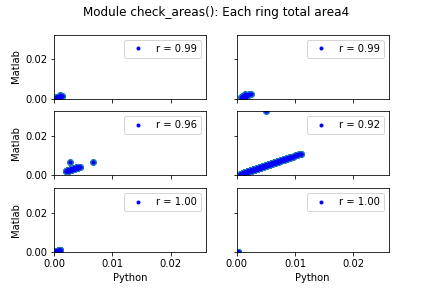 Module check_areas(): Each ring total area4
0.02
0.00
Matlab
r = 0.99
r = 0.99
0.02
0.00
Matlab
r = 0.96
r = 0.92
0.02
0.00
Matlab
r = 1.00
r = 1.00
0.00 0.01 0.02
0.00 0.01 0.02
Python
Python